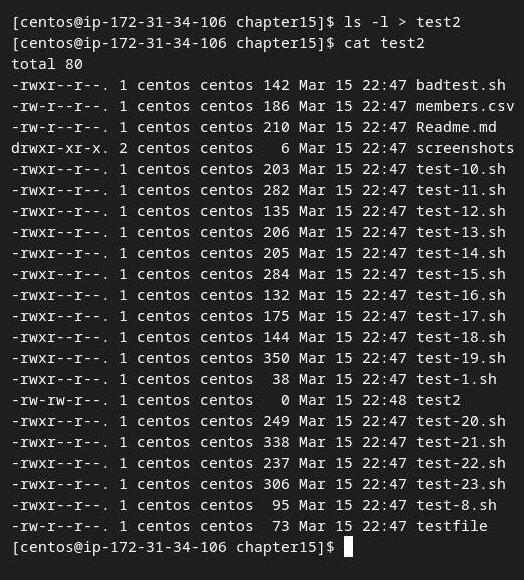 [centos@ip-172-31-34-106 chapter15]$ ls -l > test2
[centos@ip-172-31-34-106 chapter15]$ cat test2
total 80
-rwxr--r--. 1 centos centos 142 Mar 15 22:47 badtest.sh
-rw-r--r--. 1 centos centos 186 Mar 15 22:47 members.csv
-rw-r--r--. 1 centos centos 210 Mar 15 22:47 Readme.md
drwxr-xr-x. 2 centos centos   6 Mar 15 22:47 screenshots
-rwxr--r--. 1 centos centos 203 Mar 15 22:47 test-10.sh
-rwxr--r--. 1 centos centos 282 Mar 15 22:47 test-11.sh
-rwxr--r--. 1 centos centos 135 Mar 15 22:47 test-12.sh
-rwxr--r--. 1 centos centos 206 Mar 15 22:47 test-13.sh
-rwxr--r--. 1 centos centos 205 Mar 15 22:47 test-14.sh
-rwxr--r--. 1 centos centos 284 Mar 15 22:47 test-15.sh
-rwxr--r--. 1 centos centos 132 Mar 15 22:47 test-16.sh
-rwxr--r--. 1 centos centos 175 Mar 15 22:47 test-17.sh
-rwxr--r--. 1 centos centos 144 Mar 15 22:47 test-18.sh
-rwxr--r--. 1 centos centos 350 Mar 15 22:47 test-19.sh
-rwxr--r--. 1 centos centos  38 Mar 15 22:47 test-1.sh
-rw-rw-r--. 1 centos centos   0 Mar 15 22:48 test2
-rwxr--r--. 1 centos centos 249 Mar 15 22:47 test-20.sh
-rwxr--r--. 1 centos centos 338 Mar 15 22:47 test-21.sh
-rwxr--r--. 1 centos centos 237 Mar 15 22:47 test-22.sh
-rwxr--r--. 1 centos centos 306 Mar 15 22:47 test-23.sh
-rwxr--r--. 1 centos centos  95 Mar 15 22:47 test-8.sh
-rw-r--r--. 1 centos centos  73 Mar 15 22:47 testfile
[centos@ip-172-31-34-106 chapter15]$